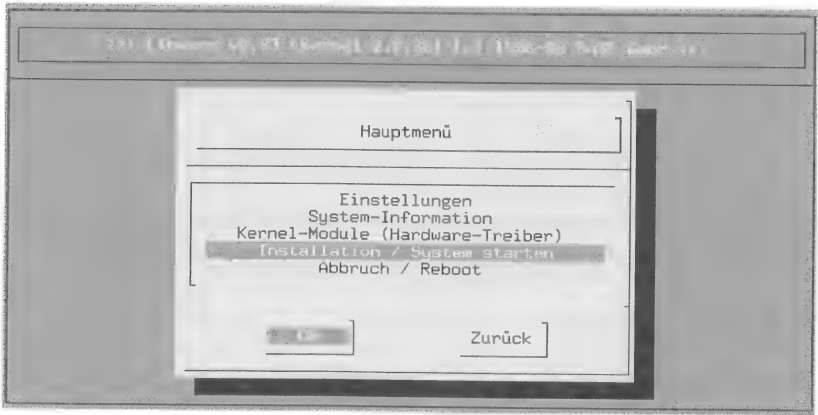 Hauptmenü
Einstellungen
System-Information
Kernel-Module (Hardware-Treiber)
Installation / System starten
Abbruch / Reboot
Zurück